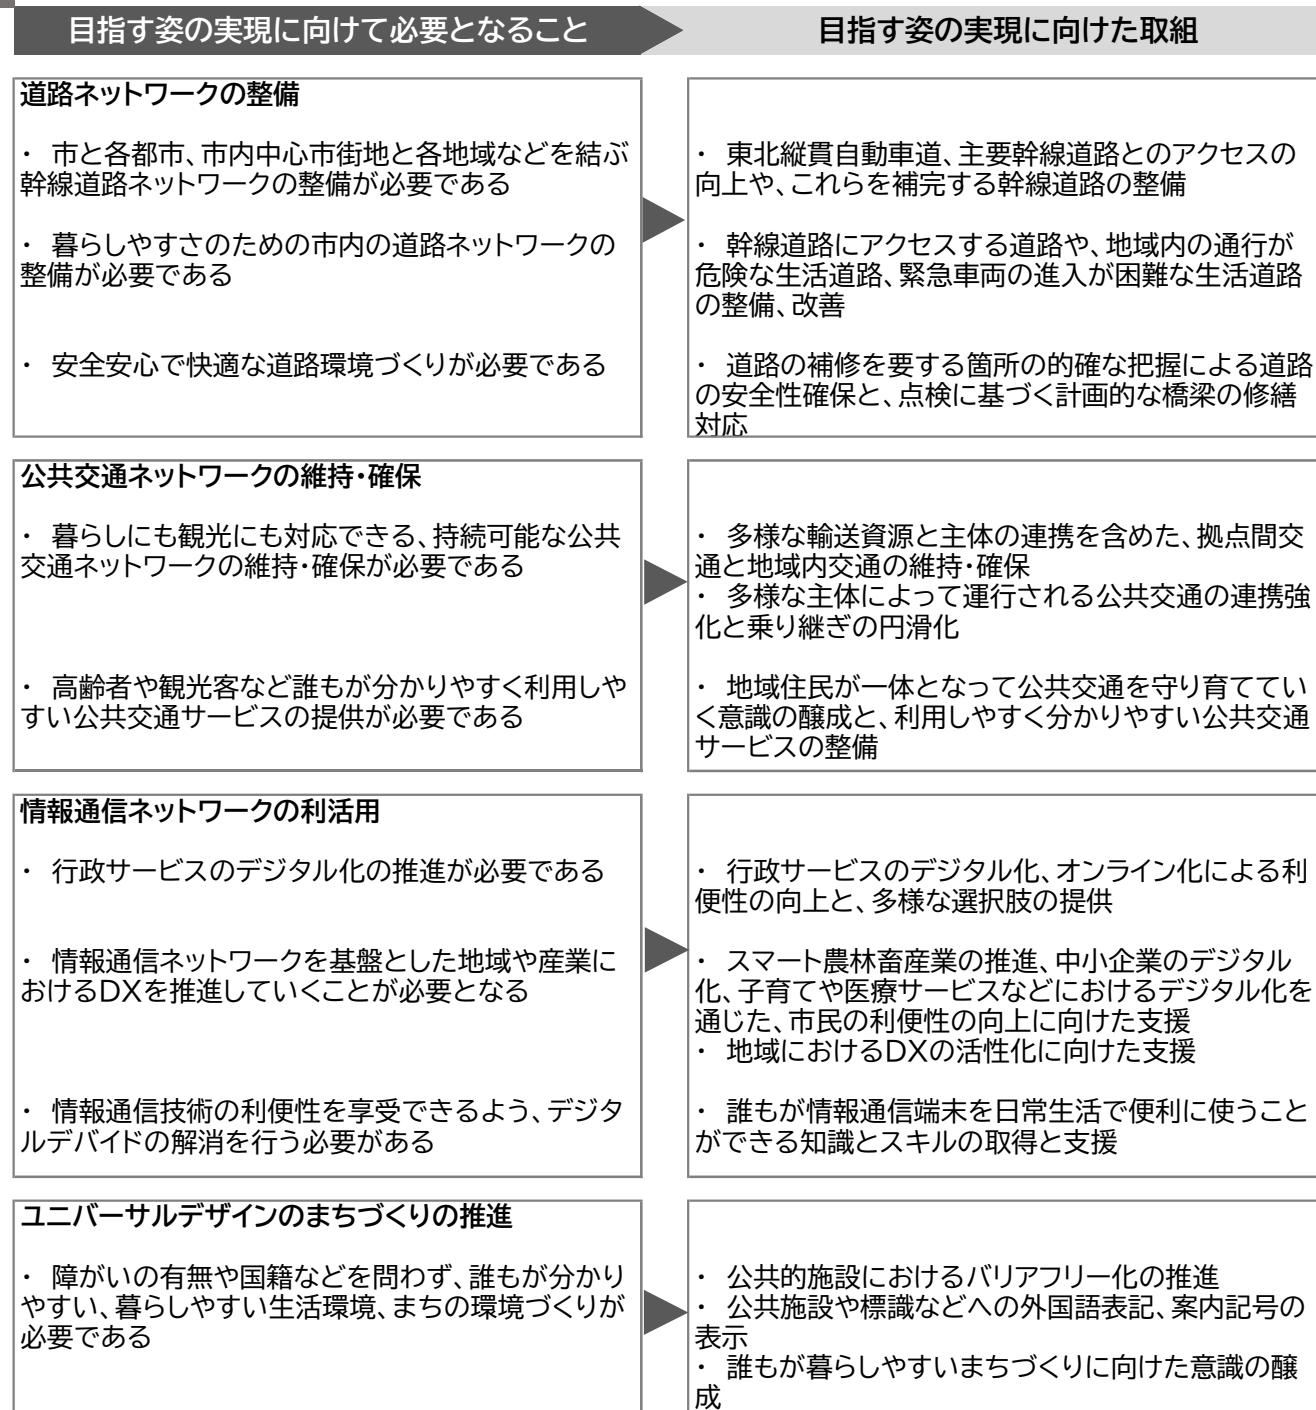 目指す姿の実現に向けて必要となること
目指す姿の実現に向けた取組
道路ネットワークの整備
・ 市と各都市、市内中心市街地と各地域などを結ぶ
幹線道路ネットワークの整備が必要である
・ 暮らしやすさのための市内の道路ネットワークの
整備が必要である
・ 安全安心で快適な道路環境づくりが必要である
・ 東北縦貫自動車道、主要幹線道路とのアクセスの
向上や、これらを補完する幹線道路の整備
・ 幹線道路にアクセスする道路や、地域内の通行が
危険な生活道路、緊急車両の進入が困難な生活道路
の整備、改善
・ 道路の補修を要する箇所の的確な把握による道路
の安全性確保と、点検に基づく計画的な橋梁の修繕
対応
公共交通ネットワークの維持・確保
・ 暮らしにも観光にも対応できる、持続可能な公共
交通ネットワークの維持・確保が必要である
・ 高齢者や観光客など誰もが分かりやすく利用しや
すい公共交通サービスの提供が必要である
・ 多様な輸送資源と主体の連携を含めた、拠点間交
通と地域内交通の維持・確保
・ 多様な主体によって運行される公共交通の連携強
化と乗り継ぎの円滑化
・ 地域住民が一体となって公共交通を守り育ててい
く意識の醸成と、利用しやすく分かりやすい公共交通
サービスの整備
情報通信ネットワークの利活用
・ 行政サービスのデジタル化の推進が必要である
・ 情報通信ネットワークを基盤とした地域や産業に
おけるDXを推進していくことが必要となる
・ 情報通信技術の利便性を享受できるよう、デジタ
ルデバイドの解消を行う必要がある
・ 行政サービスのデジタル化、オンライン化による利
便性の向上と、多様な選択肢の提供
・ スマート農林畜産業の推進、中小企業のデジタル
化、子育てや医療サービスなどにおけるデジタル化を
通じた、市民の利便性の向上に向けた支援
・ 地域におけるDXの活性化に向けた支援
・ 誰もが情報通信端末を日常生活で便利に使うこと
ができる知識とスキルの取得と支援
ユニバーサルデザインのまちづくりの推進
・ 障がいの有無や国籍などを問わず、誰もが分かり
やすい、暮らしやすい生活環境、まちの環境づくりが
必要である
・ 公共的施設におけるバリアフリー化の推進
・ 公共施設や標識などへの外国語表記、案内記号の
表示
・ 誰もが暮らしやすいまちづくりに向けた意識の醸
成